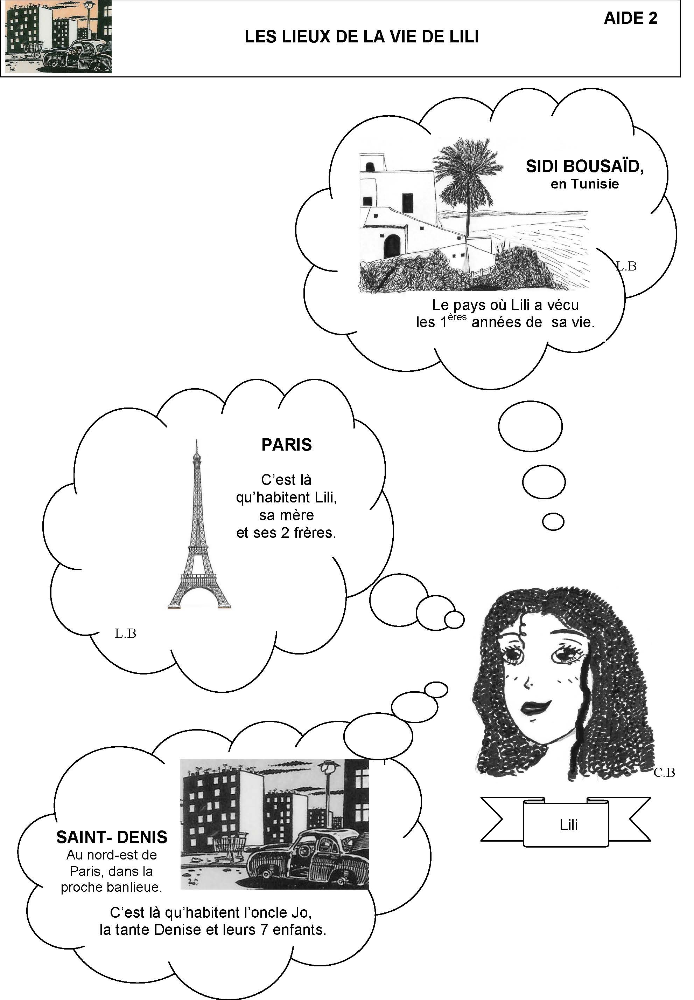 AIDE 2
LES LIEUX DE LA VIE DE LILI
SIDI BOUSAÏD,
en Tunisie
L.B
Le pays où Lili a vécu
les 1ères années de sa vie.
PARIS
C’est là
qu’habitent Lili,
sa mère
et ses 2 frères.
L.B
C.B
Lili
SAINT- DENIS
Au nord-est de
Paris, dans la
proche banlieue.
C’est là qu’habitent l’oncle Jo,
la tante Denise et leurs 7 enfants.